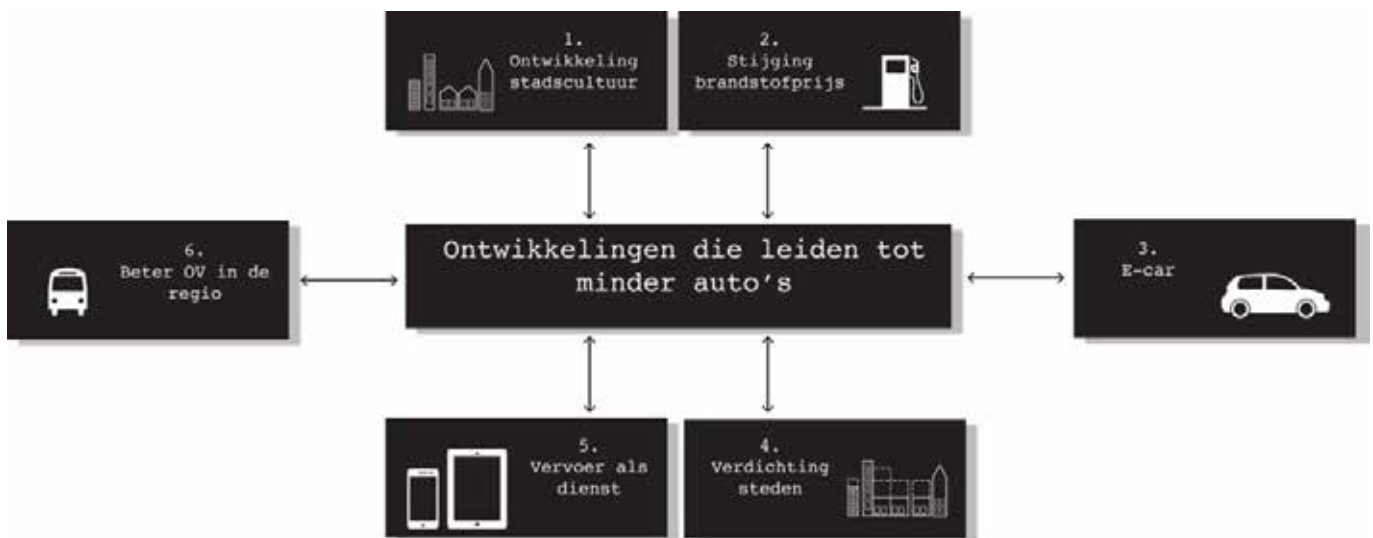 1.
Ontwikkeling
stadscultuur
2.
Stijging
brandstofprijs
6.
Beter OV in de
regio
Ontwikkelingen die leiden tot
minder auto's
3.
E-car
5.
Vervoer als
dienst
4.
Verdichting
steden